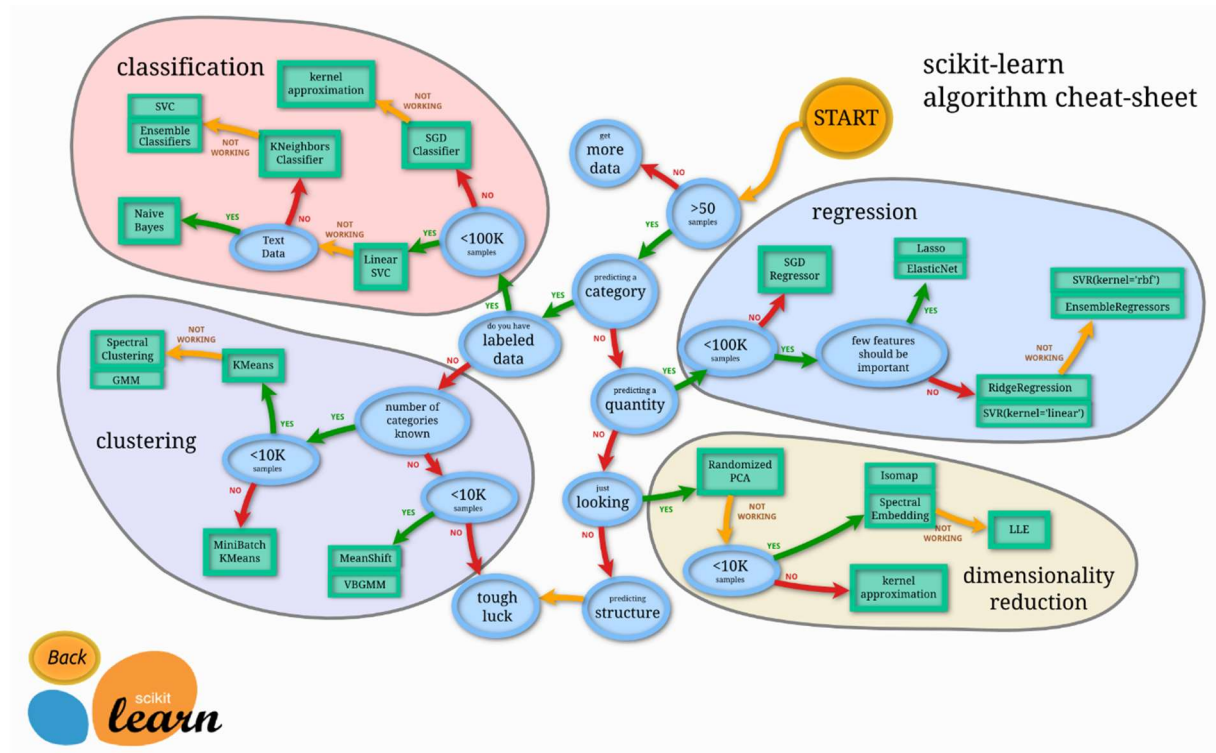 scikit-learn
algorithm cheat-sheet
START
get
more
data
NO
>50
samples
YES
predicting a
category
YES
NO
do you have
labeled
data
YES
NO
predicting a
quantity
YES
NO
just
looking
YES
NO
predicting
structure
tough
luck
classification
kernel
approximation
NOT
WORKING
SGD
Classifier
NO
<100K
samples
YES
Linear
SVC
NOT
WORKING
Text
Data
YES
NO
Naive
Bayes
KNeighbors
Classifier
NOT
WORKING
SVC
Ensemble
Classifiers
regression
<100K
samples
NO
SGD
Regressor
YES
few features
should be
important
YES
Lasso
ElasticNet
NO
RidgeRegression
SVR(kernel='linear')
NOT
WORKING
SVR(kernel='rbf')
EnsembleRegressors
clustering
number of
categories
known
YES
NO
<10K
samples
YES
KMeans
NOT
WORKING
Spectral
Clustering
GMM
NO
MiniBatch
KMeans
<10K
samples
YES
MeanShift
VBGMM
NO
dimensionality
reduction
Randomized
PCA
NOT
WORKING
<10K
samples
YES
Isomap
Spectral
Embedding
NOT
WORKING
LLE
NO
kernel
approximation
Back
scikit
learn